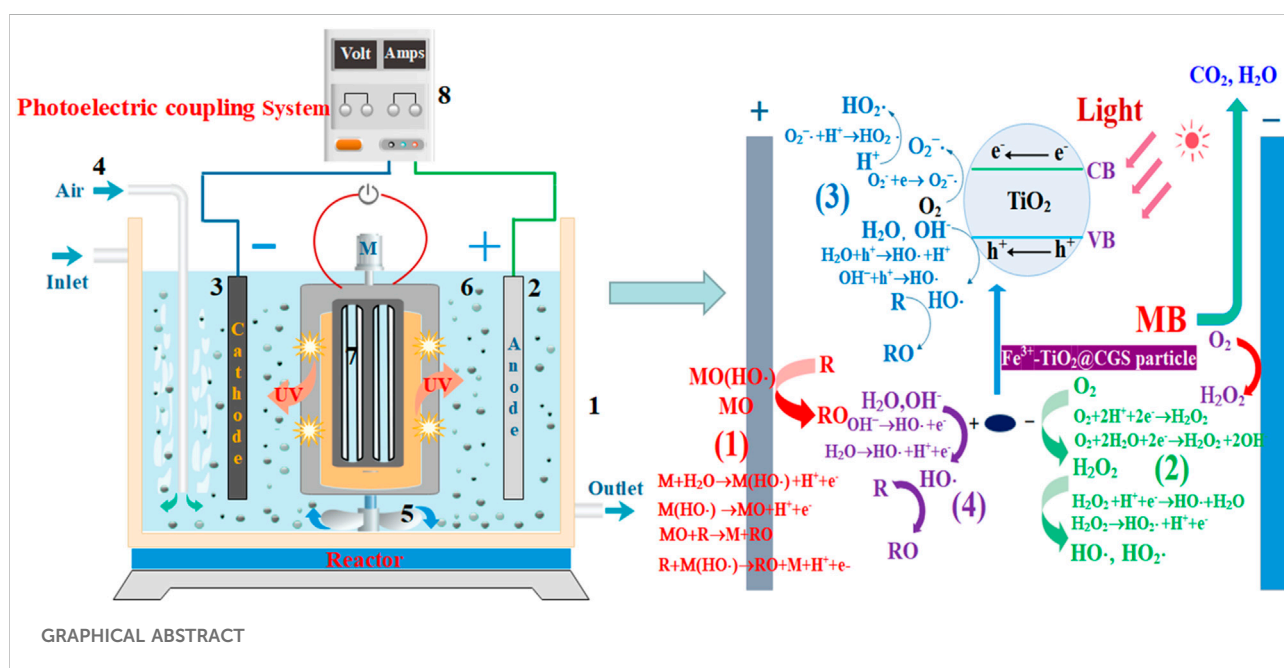 Volt Amps
8
Photoelectric coupling System
4
Air
Inlet
3
Cathode
−
M
+
6
2
Anode
7
UV
UV
1
5
Outlet
Reactor
+
−
CO₂, H₂O
Light
HO₂·
O₂⁻·+H⁺→HO₂·
H⁺
O₂⁻·
O₂⁻+e→O₂⁻·
O₂
(3)
e⁻ ← e⁻
CB
TiO₂
VB
h⁺ ← h⁺
H₂O, OH⁻
H₂O+h⁺→HO·+H⁺
OH⁻+h⁺→HO·
R HO·
RO
MB
O₂
H₂O₂
Fe³⁺-TiO₂@CGS particle
MO(HO·)
R
MO
RO
(1)
M+H₂O→M(HO·)+H⁺+e⁻
M(HO·)→MO+H⁺+e⁻
MO+R→M+RO
R+M(HO·)→RO+M+H⁺+e-
H₂O,OH⁻
OH⁻→HO·+e⁻
H₂O→HO·+H⁺+e⁻
HO·
R
(4)
RO
+ −
O₂
O₂+2H⁺+2e⁻→H₂O₂
O₂+2H₂O+2e⁻→H₂O₂+2OH
H₂O₂
(2)
H₂O₂+H⁺+e⁻→HO·+H₂O
H₂O₂→HO₂·+H⁺+e⁻
HO·, HO₂·
GRAPHICAL ABSTRACT